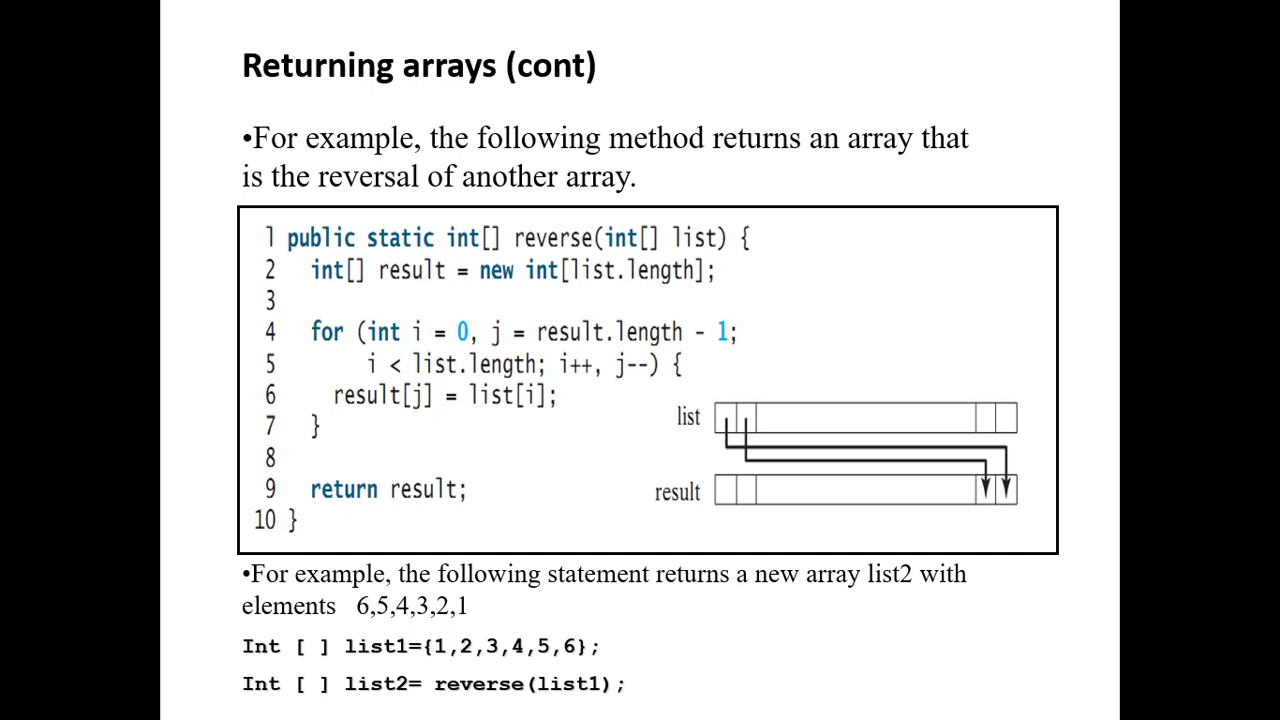 Returning arrays (cont)
•For example, the following method returns an array that
is the reversal of another array.
1 public static int[] reverse(int[] list) {
2 int[] result = new int[list.length];
3
4 for (int i = 0, j = result.length - 1;
5 i < list.length; i++, j--) {
6 result[j] = list[i];
7 }
8
9 return result;
10 }
list
result
•For example, the following statement returns a new array list2 with
elements 6,5,4,3,2,1
Int [ ] list1={1,2,3,4,5,6};
Int [ ] list2= reverse(list1);